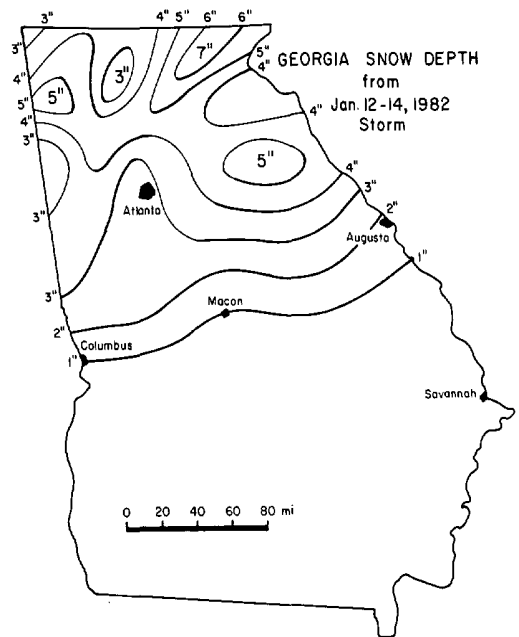 3" 4" 5" 6" 6"
3" 7" 5" GEORGIA SNOW DEPTH
4" 3" 4" from
5" 5" 4" Jan. 12-14, 1982
4" Storm
3"
5" 4"
3"
3" Atlanta 2"
Augusta
1"
3"
2" Macon
Columbus
1"
Savannah
0 20 40 60 80 mi